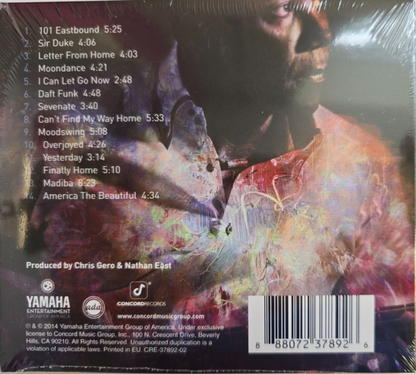 1. 101 Eastbound 5:25
2. Sir Duke 4:06
3. Letter From Home 4:03
4. Moondance 4:21
5. I Can Let Go Now 2:48
6. Daft Funk 4:48
7. Sevenate 3:40
8. Can't Find My Way Home 5:33
9. Moodswing 5:08
10. Overjoyed 4:26
11. Yesterday 3:14
12. Finally Home 5:10
13. Madiba 8:23
14. America The Beautiful 4:34
Produced by Chris Gero & Nathan East
YAMAHA
ENTERTAINMENT
GROUP OF AMERICA
CONCORD RECORDS
www.concordmusicgroup.com
℗ & © 2014 Yamaha Entertainment Group of America. Under exclusive
license to Concord Music Group, Inc., 100 N. Crescent Drive, Beverly
Hills, CA 90210. All Rights Reserved. Unauthorized duplication is a
violation of applicable laws. Printed in EU. CRE-37892-02
8 88072 37892 6